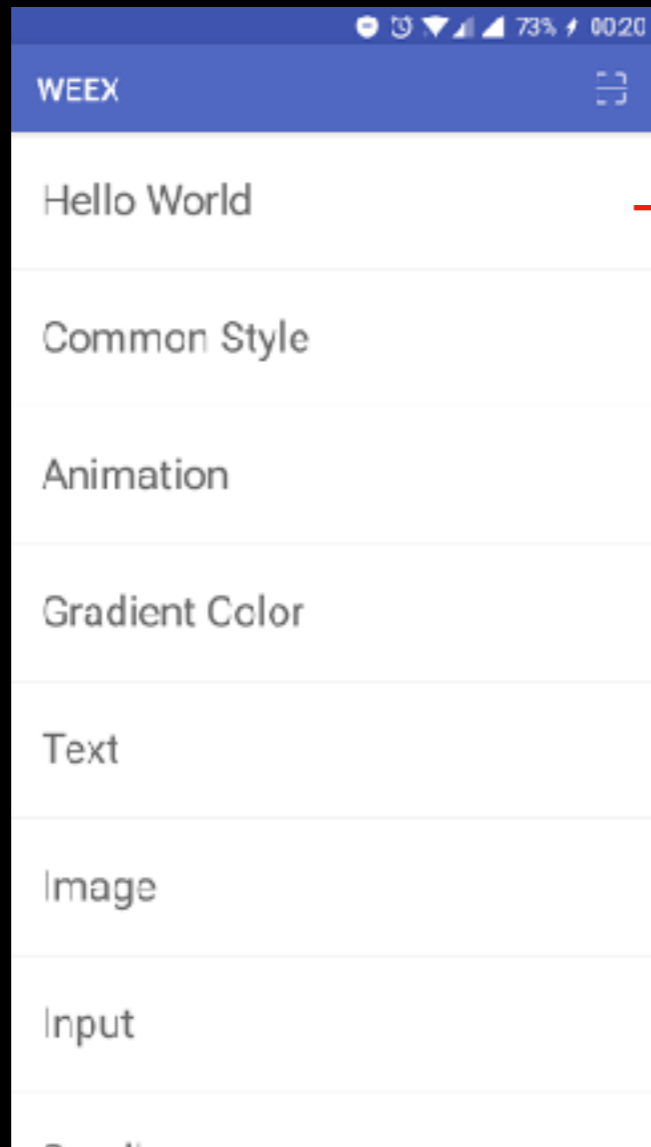 73% 00:20
WEEX
Hello World
Common Style
Animation
Gradient Color
Text
Image
Input